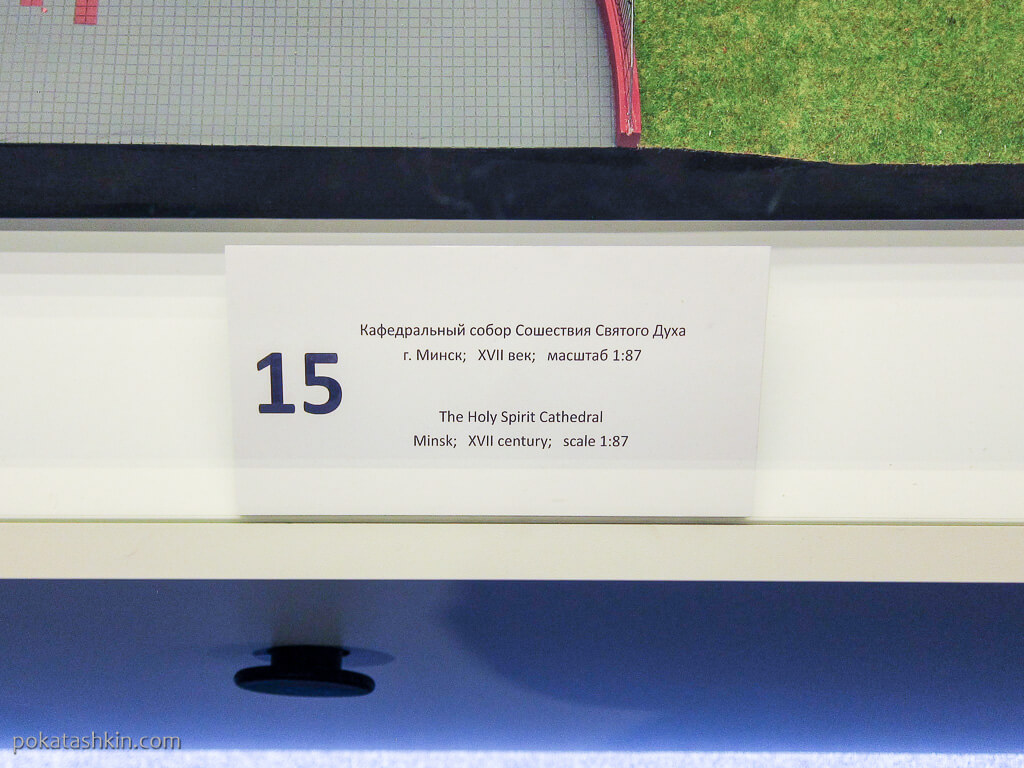 15
Кафедральный собор Сошествия Святого Духа
г. Минск; XVII век; масштаб 1:87
The Holy Spirit Cathedral
Minsk; XVII century; scale 1:87
pokatashkin.com